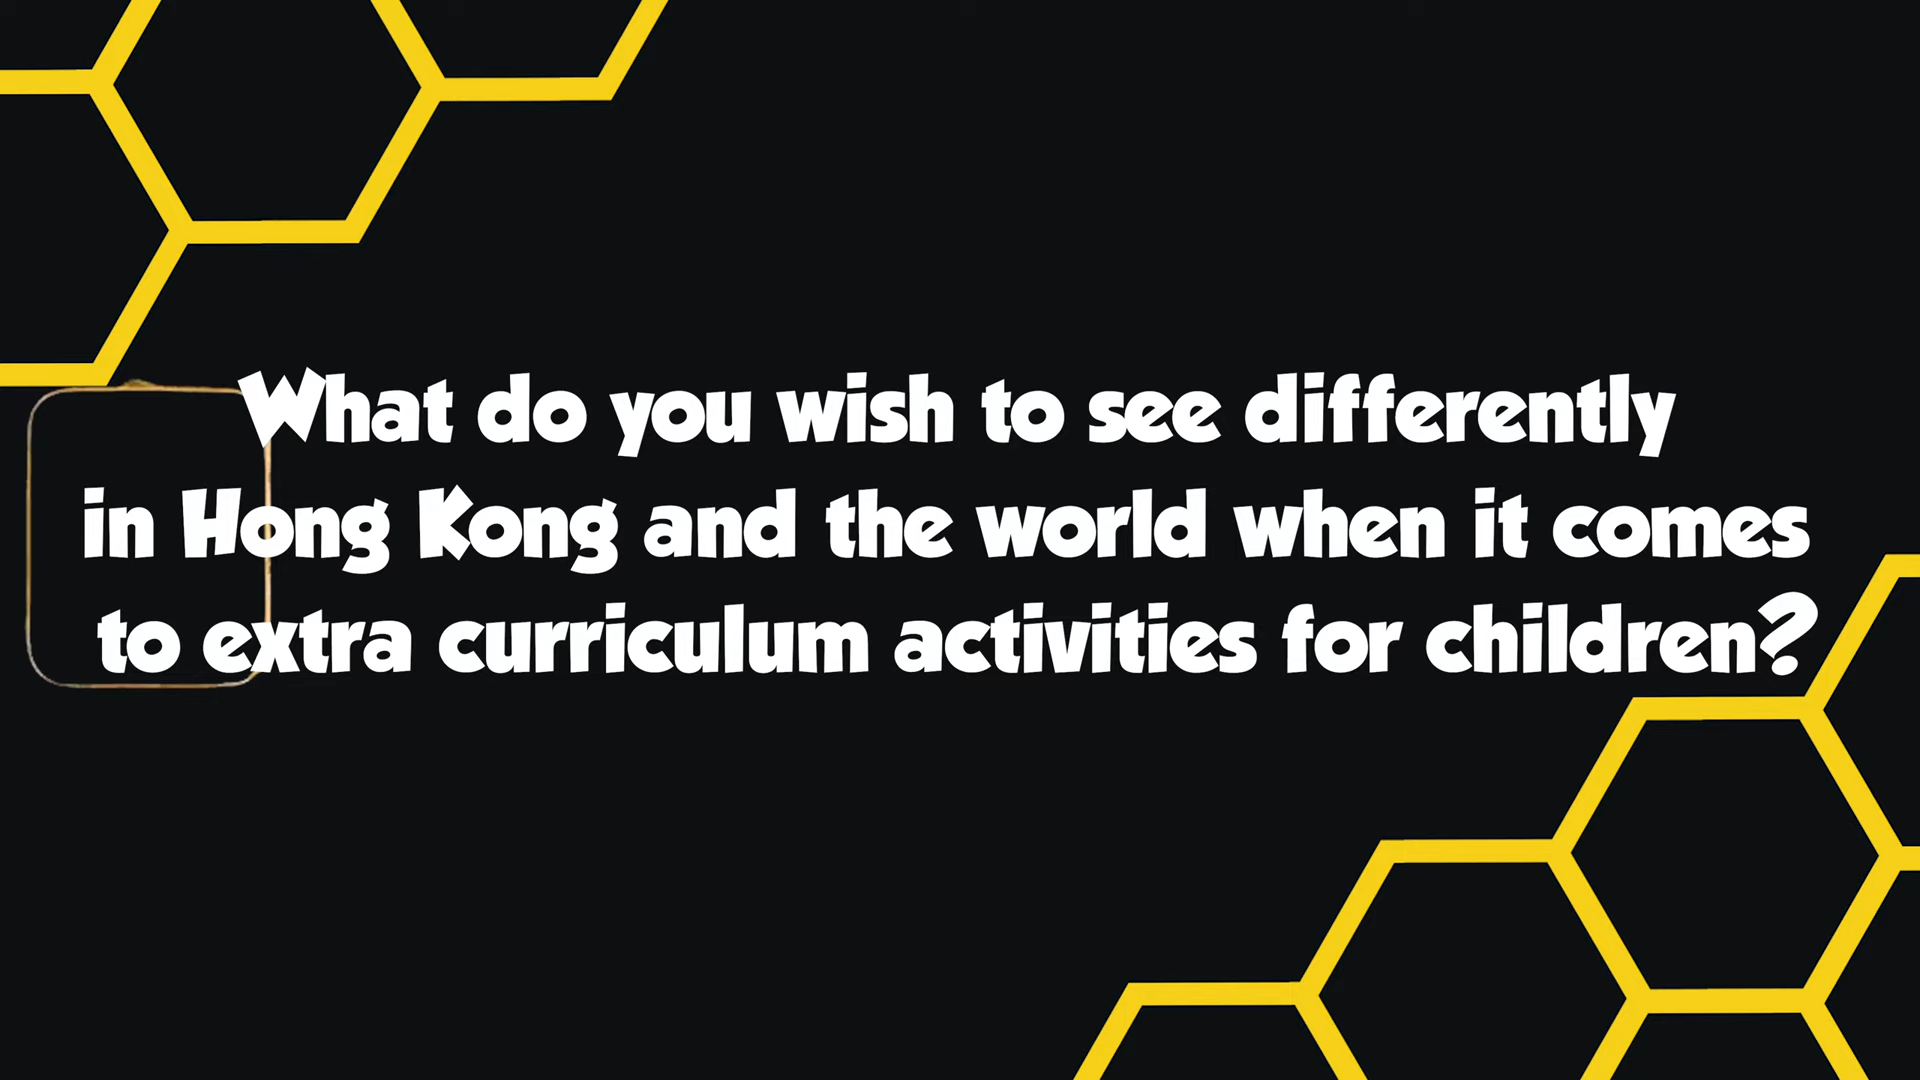 What do you wish to see differently
in Hong Kong and the world when it comes
to extra curriculum activities for children?